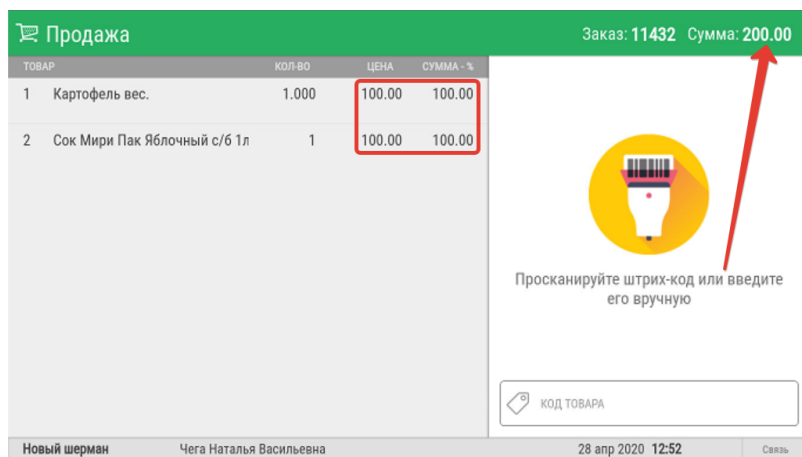 Продажа
Заказ: 11432 Сумма: 200.00
ТОВАР КОЛ-ВО ЦЕНА СУММА - %
1 Картофель вес. 1.000 100.00 100.00
2 Сок Мири Пак Яблочный с/б 1л 1 100.00 100.00
Просканируйте штрих-код или введите
его вручную
КОД ТОВАРА
Новый шерман Чега Наталья Васильевна 28 апр 2020 12:52 Связь